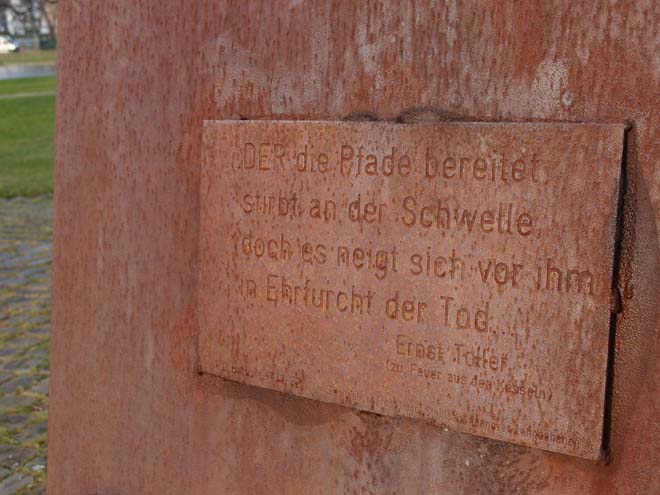 DER die Pfade bereitet,
stirbt an der Schwelle
doch es neigt sich vor ihm
in Ehrfurcht der Tod...
Ernst Toller
(zu Feuer aus den Kesseln)